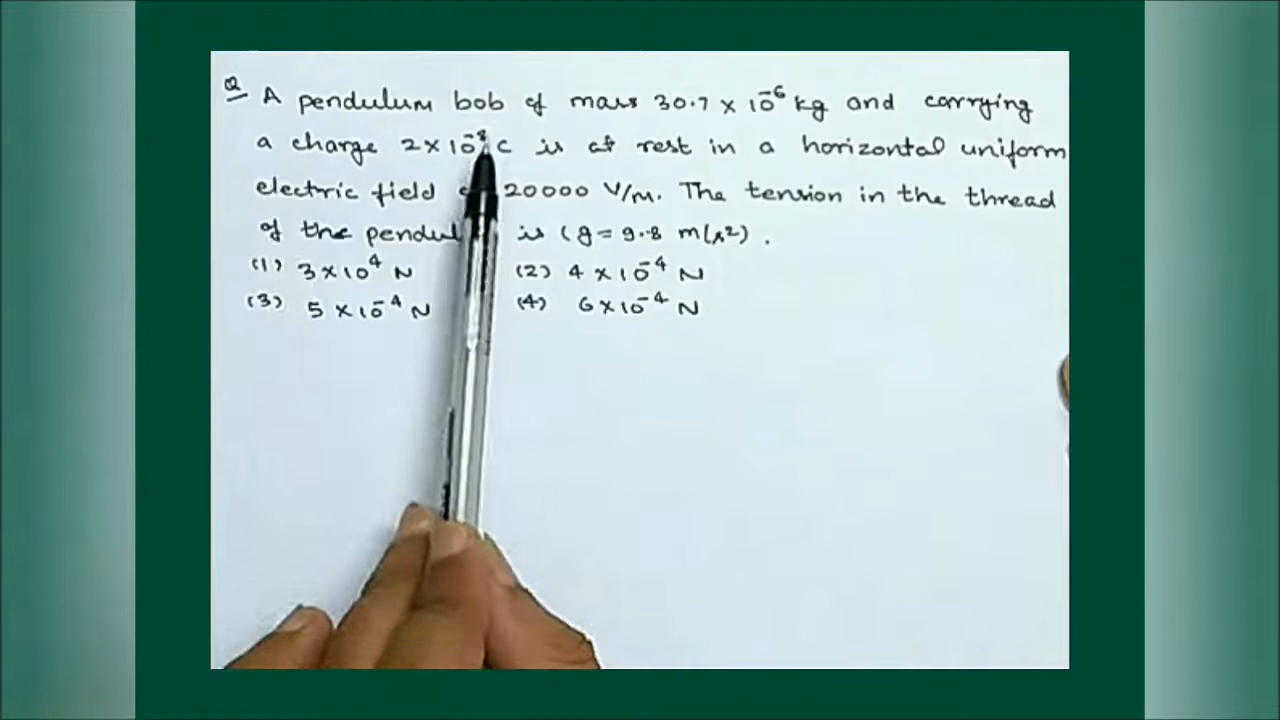 Q A pendulum bob of mass 30.7 × 10⁻⁶ kg and carrying
a charge 2 × 10⁻⁸ C is at rest in a horizontal uniform
electric field 20000 V/m. The tension in the thread
of the pendul is (g = 9.8 m/s²).
(1) 3 × 10⁴ N (2) 4 × 10⁻⁴ N
(3) 5 × 10⁻⁴ N (4) 6 × 10⁻⁴ N